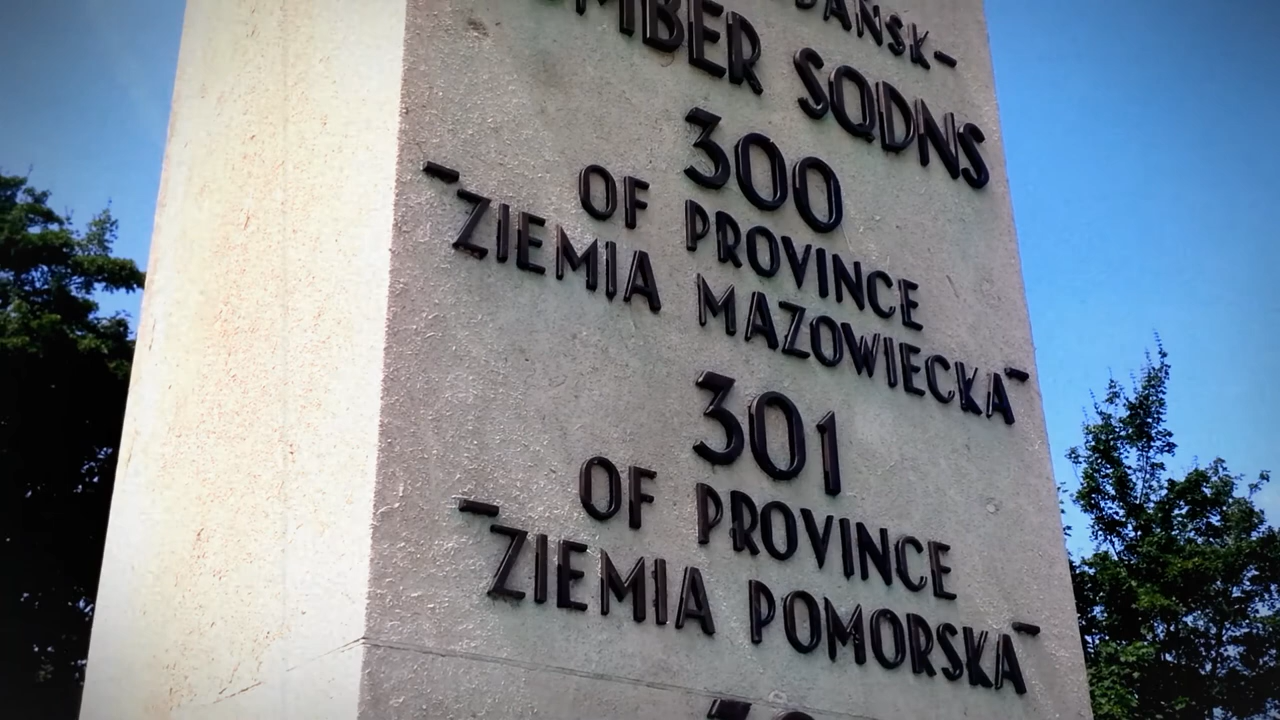 SQDNS
300
OF PROVINCE
"ZIEMIA MAZOWIECKA"
301
OF PROVINCE
"ZIEMIA POMORSKA"